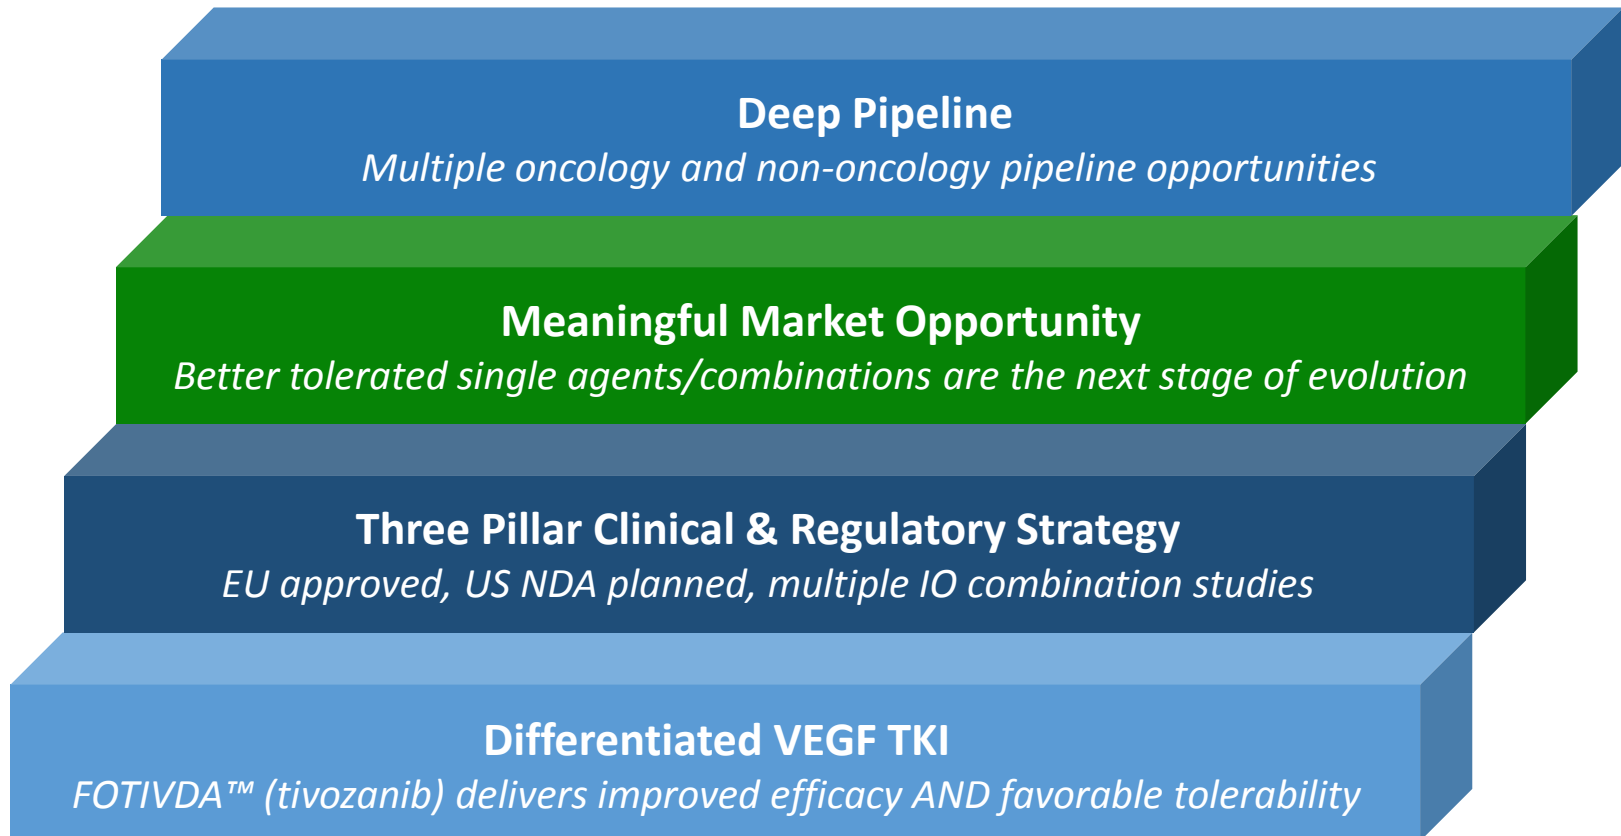 Deep Pipeline
Multiple oncology and non-oncology pipeline opportunities
Meaningful Market Opportunity
Better tolerated single agents/combinations are the next stage of evolution
Three Pillar Clinical & Regulatory Strategy
EU approved, US NDA planned, multiple IO combination studies
Differentiated VEGF TKI
FOTIVDA™ (tivozanib) delivers improved efficacy AND favorable tolerability